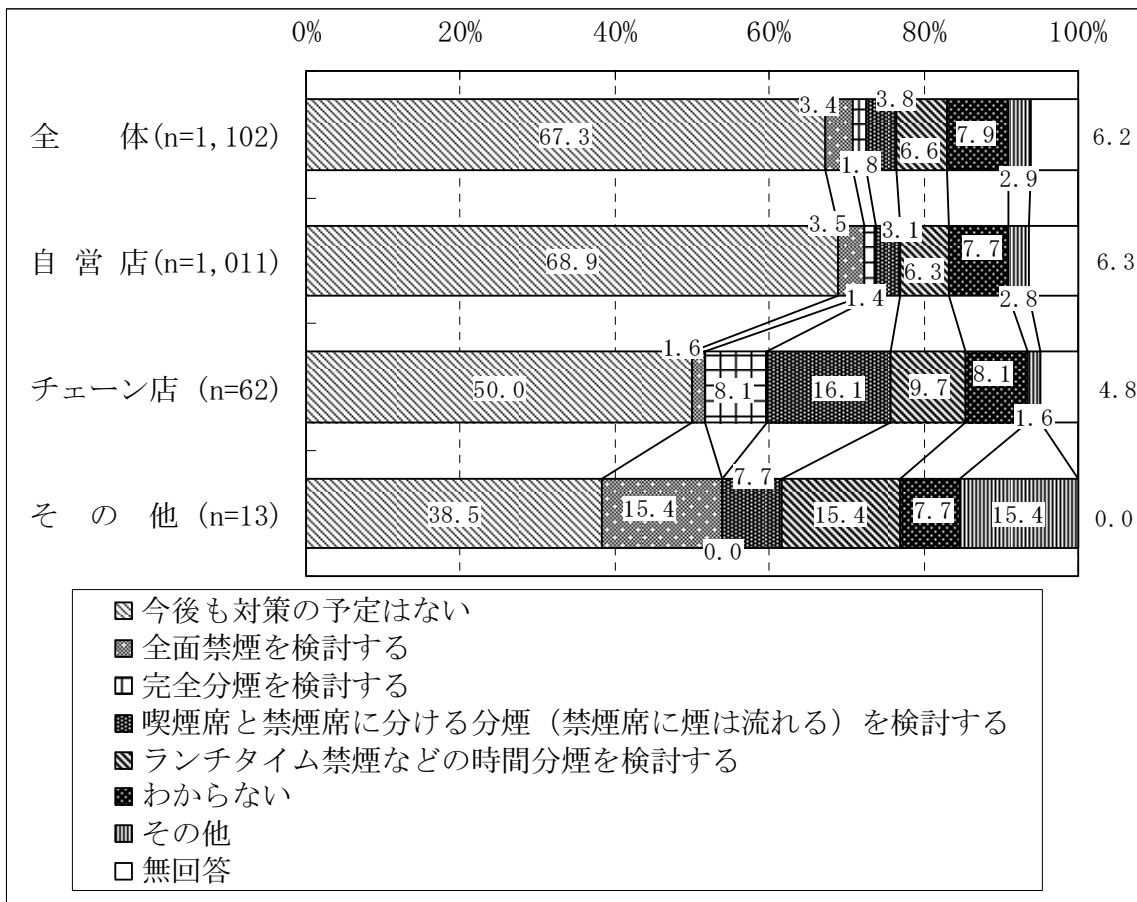 0% 20% 40% 60% 80% 100%
全 体(n=1,102) 67.3 3.4 1.8 3.8 6.6 7.9 2.9 6.2
自 営 店(n=1,011) 68.9 3.5 1.4 3.1 6.3 7.7 2.8 6.3
チェーン店 (n=62) 50.0 1.6 8.1 16.1 9.7 8.1 1.6 4.8
そ の 他 (n=13) 38.5 15.4 0.0 7.7 15.4 7.7 15.4 0.0
今後も対策の予定はない
全面禁煙を検討する
完全分煙を検討する
喫煙席と禁煙席に分ける分煙（禁煙席に煙は流れる）を検討する
ランチタイム禁煙などの時間分煙を検討する
わからない
その他
無回答